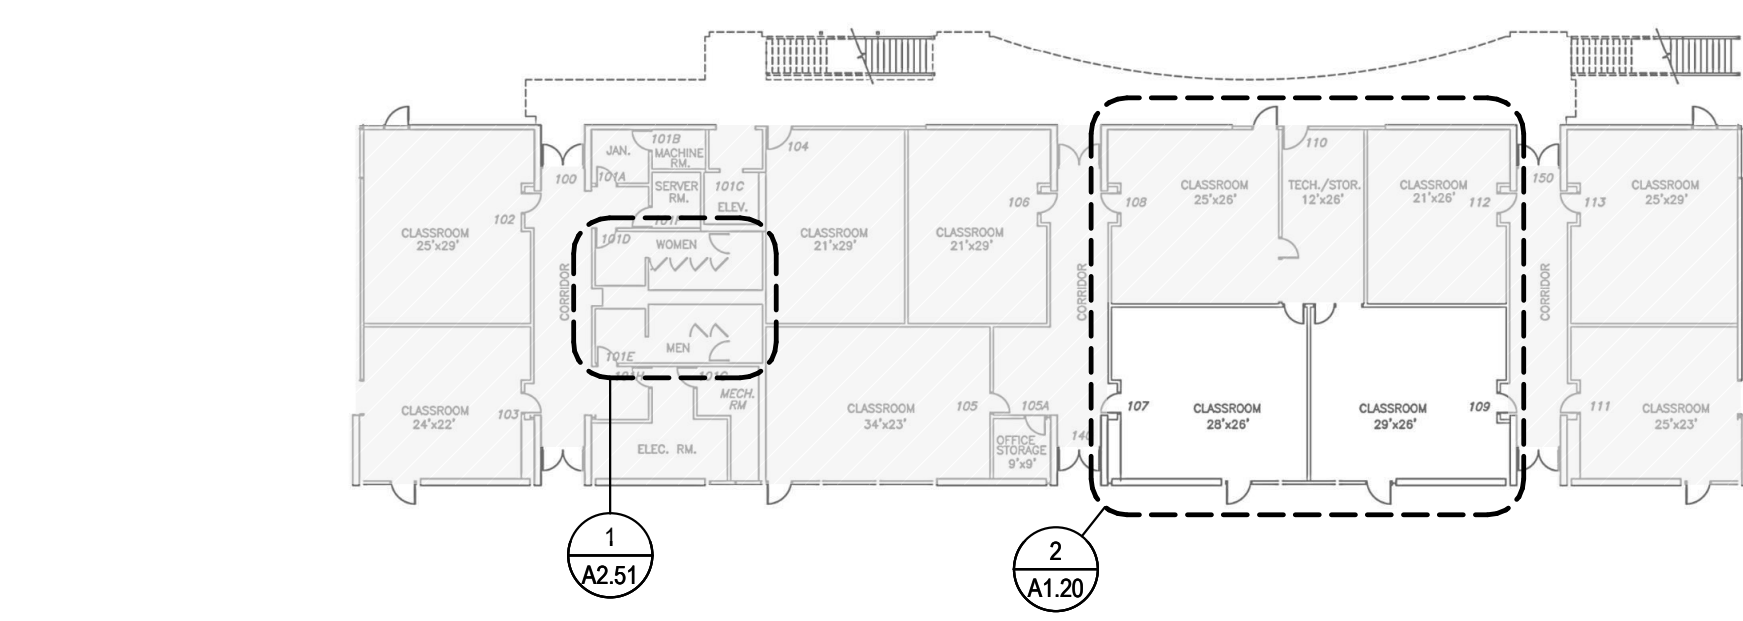 JAN.
101B
MACHINE
RM.
104
110
100
101A
SERVER
RM.
101C
ELEV.
101F
102
106
108
112
150
113
CLASSROOM
25'x26'
TECH./STOR.
12'x26'
CLASSROOM
21'x26'
CLASSROOM
25'x29'
CLASSROOM
25'x29'
101D
WOMEN
CLASSROOM
21'x29'
CLASSROOM
21'x29'
CORRIDOR
CORRIDOR
CORRIDOR
MEN
101E
101G
MECH.
RM
CLASSROOM
24'x22'
103
ELEC. RM.
CLASSROOM
34'x23'
105
105A
OFFICE
STORAGE
9'x9'
140
107
CLASSROOM
28'x26'
CLASSROOM
29'x26'
109
111
CLASSROOM
25'x23'
1
A2.51
2
A1.20